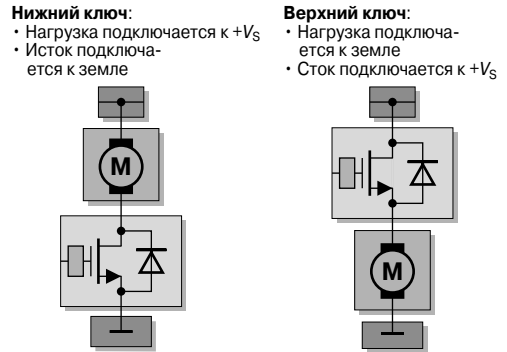 Нижний ключ:
· Нагрузка подключается к +VS
· Исток подключа-
ется к земле
Верхний ключ:
· Нагрузка подключа-
ется к земле
· Сток подключается к +VS
M
M